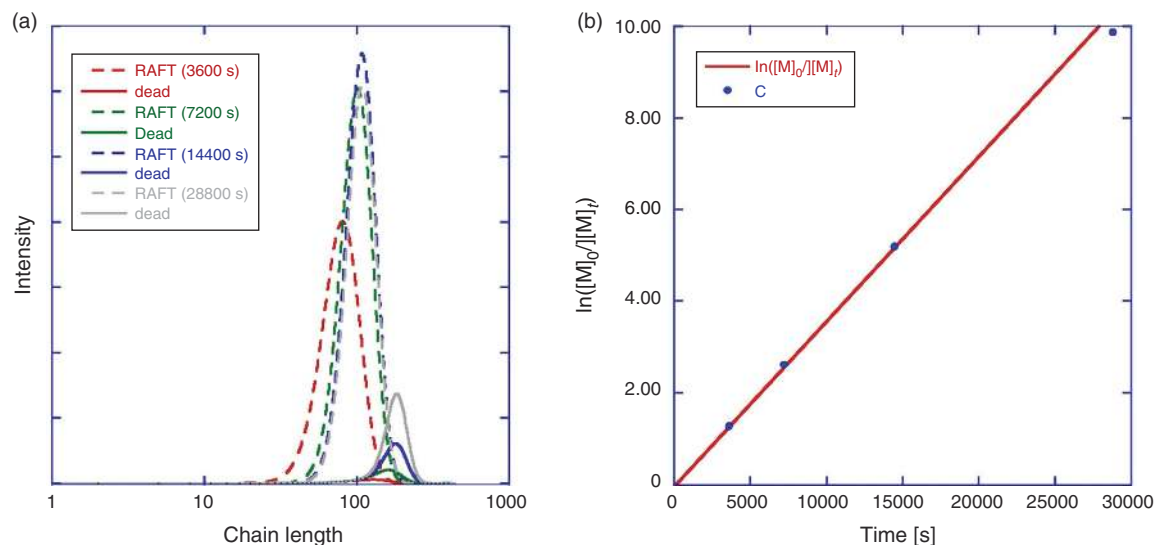 (a)
RAFT (3600 s)
dead
RAFT (7200 s)
Dead
RAFT (14400 s)
dead
RAFT (28800 s)
dead
Intensity
1
10
100
1000
Chain length
(b)
10.00
8.00
6.00
4.00
2.00
0
ln([M]0/][M]t)
ln([M]0/][M]t)
C
0
5000
10000
15000
20000
25000
30000
Time [s]